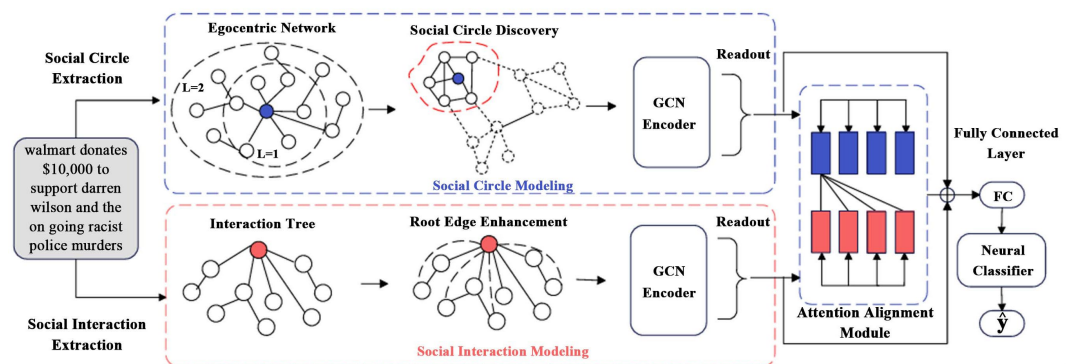 Social Circle
Extraction
walmart donates
$10,000 to
support darren
wilson and the
on going racist
police murders
Social Interaction
Extraction
Egocentric Network
L=2
L=1
Social Circle Discovery
GCN
Encoder
Readout
Social Circle Modeling
Interaction Tree
Root Edge Enhancement
GCN
Encoder
Readout
Social Interaction Modeling
Attention Alignment
Module
Fully Connected
Layer
FC
Neural
Classifier
ŷ